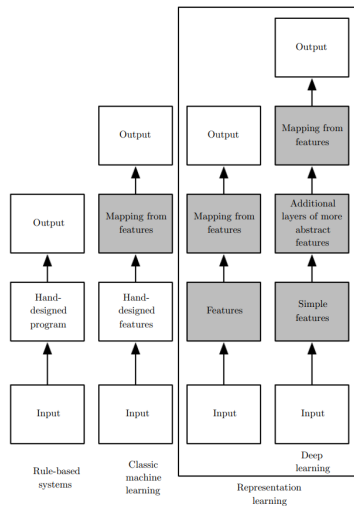 Output
Output
Output
Mapping from
features
Output
Mapping from
features
Mapping from
features
Additional
layers of more
abstract
features
Hand-
designed
program
Hand-
designed
features
Features
Simple
features
Input
Input
Input
Input
Rule-based
systems
Classic
machine
learning
Representation
learning
Deep
learning